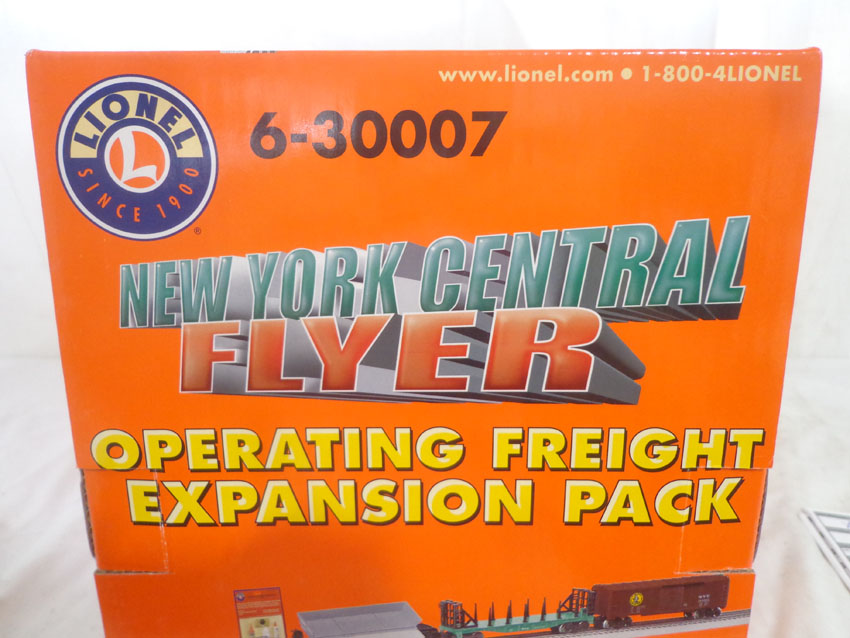 www.lionel.com • 1-800-4LIONEL
LIONEL
L
SINCE 1900
®
6-30007
NEW YORK CENTRAL
FLYER
OPERATING FREIGHT
EXPANSION PACK